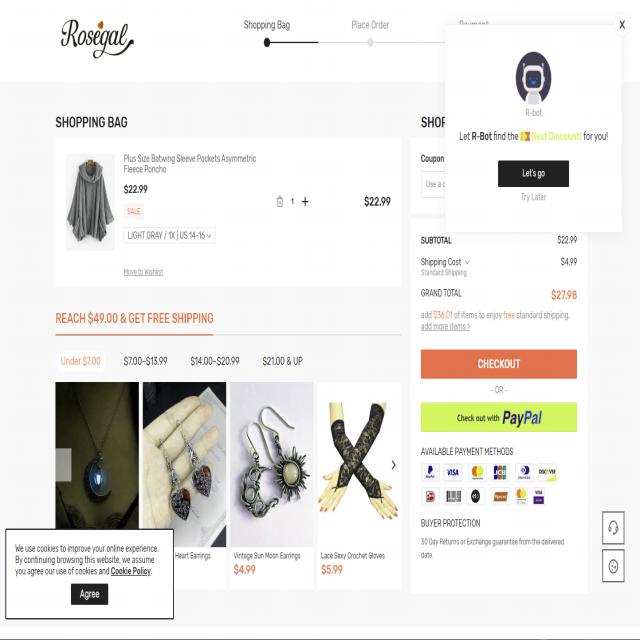 Rosegal
Shopping Bag
Place Order
X
R-bot
Let R-Bot find the Best Discount! for you!
Let's go
Try Later
SHOPPING BAG
Plus Size Batwing Sleeve Pockets Asymmetric
Fleece Poncho
$22.99
SALE
LIGHT GRAY / 1X | US 14-16
Move to Wishlist
1 +
$22.99
Coupon
SUBTOTAL $22.99
Shipping Cost $4.99
Standard Shipping
GRAND TOTAL $27.98
add $36.01 of items to enjoy free standard shipping.
add more items >
CHECKOUT
- OR -
Check out with PayPal
AVAILABLE PAYMENT METHODS
PayPal VISA JCB DISCOVER
VISA
BUYER PROTECTION
30 Day Returns or Exchange guarantee from the delivered
date.
REACH $49.00 & GET FREE SHIPPING
Under $7.00 $7.00-$13.99 $14.00-$20.99 $21.00 & UP
Heart Earrings
Vintage Sun Moon Earrings
$4.99
Lace Sexy Crochet Gloves
$5.99
We use cookies to improve your online experience.
By continuing browsing this website, we assume
you agree our use of cookies and Cookie Policy.
Agree